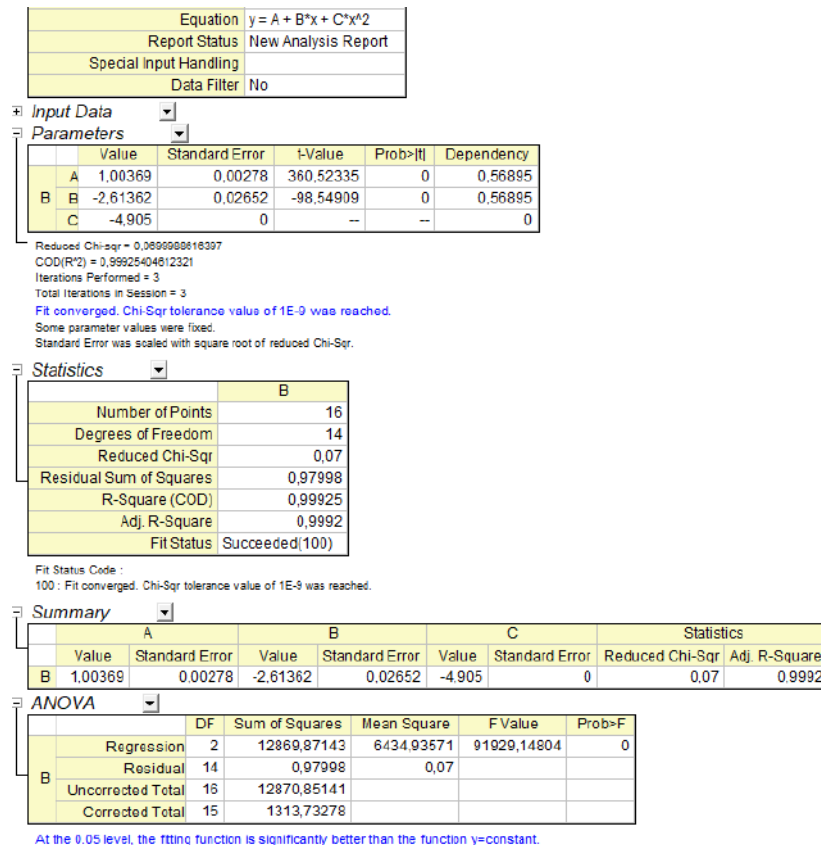 Equation y = A + B*x + C*x^2
Report Status New Analysis Report
Special Input Handling
Data Filter No
Input Data
Parameters
Value Standard Error t-Value Prob>|t| Dependency
A 1,00369 0,00278 360,52335 0 0,56895
B B -2,61362 0,02652 -98,54909 0 0,56895
C -4,905 0 -- -- 0
Reduced Chi-sqr = 0,0699988616397
COD(R^2) = 0,99925404612321
Iterations Performed = 3
Total Iterations in Session = 3
Fit converged. Chi-Sqr tolerance value of 1E-9 was reached.
Some parameter values were fixed.
Standard Error was scaled with square root of reduced Chi-Sqr.
Statistics
B
Number of Points 16
Degrees of Freedom 14
Reduced Chi-Sqr 0,07
Residual Sum of Squares 0,97998
R-Square (COD) 0,99925
Adj. R-Square 0,9992
Fit Status Succeeded(100)
Fit Status Code :
100 : Fit converged. Chi-Sqr tolerance value of 1E-9 was reached.
Summary
A B C Statistics
Value Standard Error Value Standard Error Value Standard Error Reduced Chi-Sqr Adj. R-Square
B 1,00369 0,00278 -2,61362 0,02652 -4,905 0 0,07 0,9992
ANOVA
DF Sum of Squares Mean Square F Value Prob>F
Regression 2 12869,87143 6434,93571 91929,14804 0
B Residual 14 0,97998 0,07
Uncorrected Total 16 12870,85141
Corrected Total 15 1313,73278
At the 0.05 level, the fitting function is significantly better than the function y=constant.